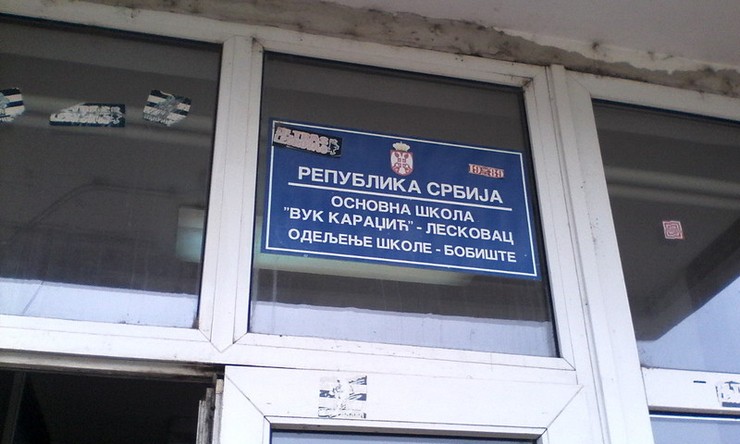 РЕПУБЛИКА СРБИЈА
ОСНОВНА ШКОЛА
"ВУК КАРАЏИЋ" - ЛЕСКОВАЦ
ОДЕЉЕЊЕ ШКОЛЕ - БОБИШТЕ